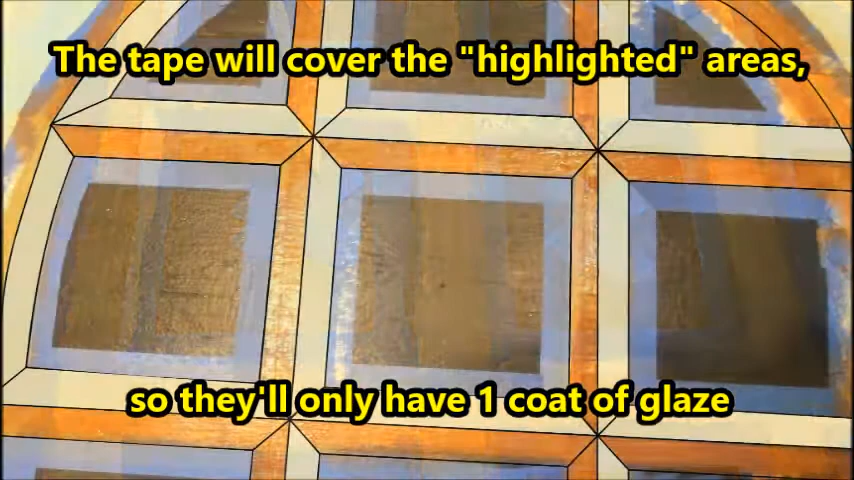 The tape will cover the "highlighted" areas,
so they'll only have 1 coat of glaze